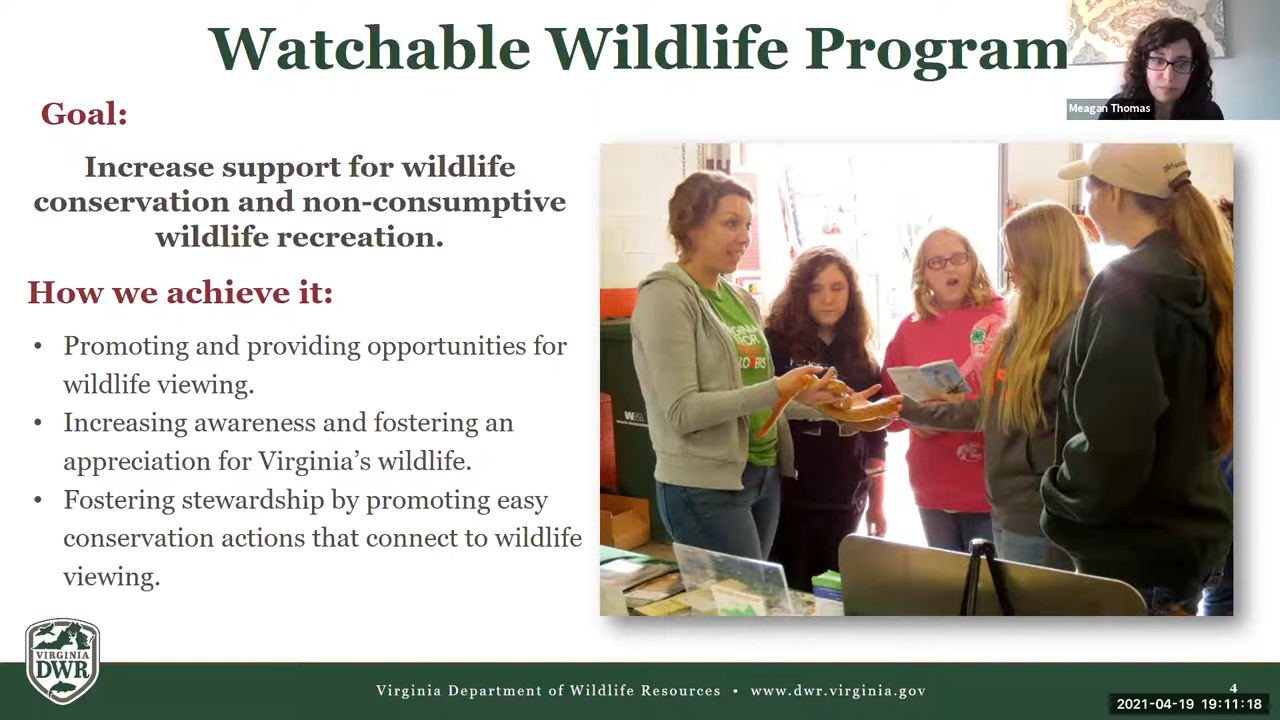 Watchable Wildlife Program
Meagan Thomas
Goal:
Increase support for wildlife
conservation and non-consumptive
wildlife recreation.
How we achieve it:
• Promoting and providing opportunities for
wildlife viewing.
• Increasing awareness and fostering an
appreciation for Virginia's wildlife.
• Fostering stewardship by promoting easy
conservation actions that connect to wildlife
viewing.
VIRGINIA
DWR
Virginia Department of Wildlife Resources • www.dwr.virginia.gov
4
2021-04-19 19:11:18